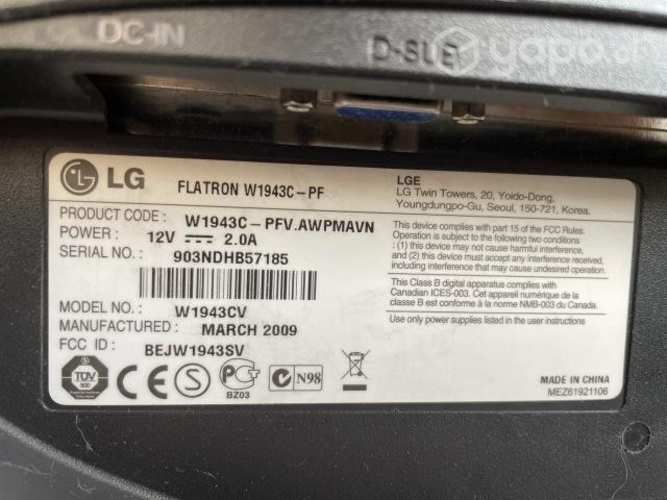 DC-IN
D-SUB
yapo.cl
LG
FLATRON W1943C-PF
PRODUCT CODE : W1943C-PFV.AWPMAVN
POWER : 12V ⎓ 2.0A
SERIAL NO. : 903NDHB57185
MODEL NO. : W1943CV
MANUFACTURED : MARCH 2009
FCC ID : BEJW1943SV
TÜV
CE
S
PG
BZ03
N98
LGE
LG Twin Towers, 20, Yoido-Dong,
Youngdungpo-Gu, Seoul, 150-721, Korea.
This device complies with part 15 of the FCC Rules.
Operation is subject to the following two conditions
: (1) this device may not cause harmful interference,
and (2) this device must accept any interference received,
including interference that may cause undesired operation.
This Class B digital apparatus complies with
Canadian ICES-003. Cet appareil numérique de la
classe B est conforme à la norme NMB-003 du Canada.
Use only power supplies listed in the user instructions
MADE IN CHINA
MEZ61921106